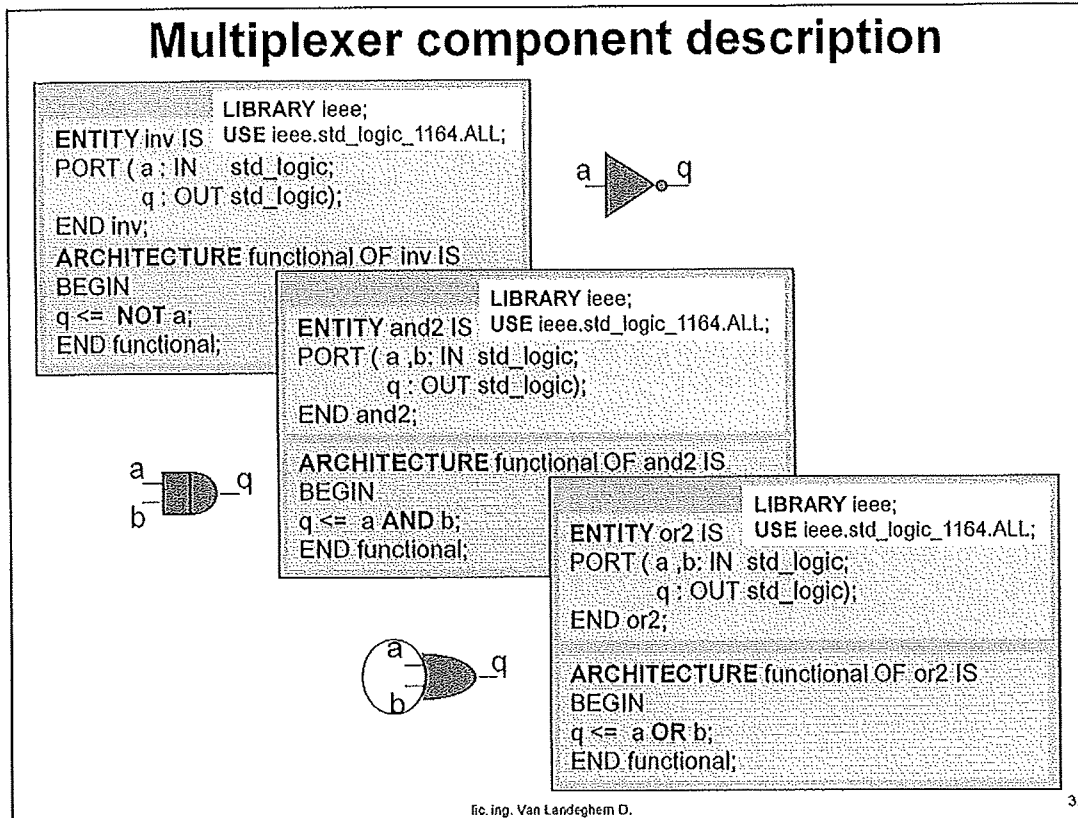 Multiplexer component description
LIBRARY ieee;
ENTITY inv IS USE ieee.std_logic_1164.ALL;
PORT ( a : IN std_logic;
q : OUT std_logic);
END inv;
ARCHITECTURE functional OF inv IS
BEGIN
q <= NOT a;
END functional;
a q
LIBRARY ieee;
ENTITY and2 IS USE ieee.std_logic_1164.ALL;
PORT ( a ,b: IN std_logic;
q : OUT std_logic);
END and2;
ARCHITECTURE functional OF and2 IS
BEGIN
q <= a AND b;
END functional;
a q
b
LIBRARY ieee;
ENTITY or2 IS USE ieee.std_logic_1164.ALL;
PORT ( a ,b: IN std_logic;
q : OUT std_logic);
END or2;
ARCHITECTURE functional OF or2 IS
BEGIN
q <= a OR b;
END functional;
a q
b
lic. ing. Van Landeghem D.
3